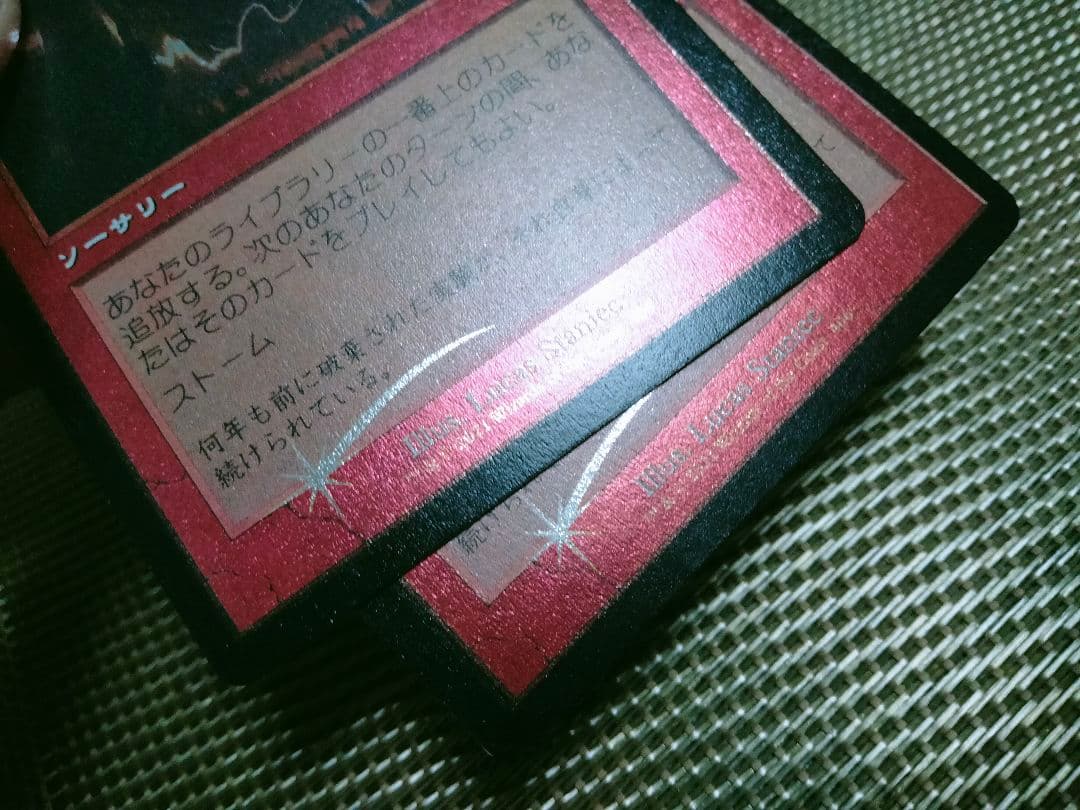 ソーサリー
あなたのライブラリーの一番上のカードを
追放する。次のあなたのターンの間、あな
たはそのカードをプレイしてもよい。
ストーム
何年も前に破棄された
続けられている。
Illus. Lucas Staniec
続けら
Illus. Lucas Staniec